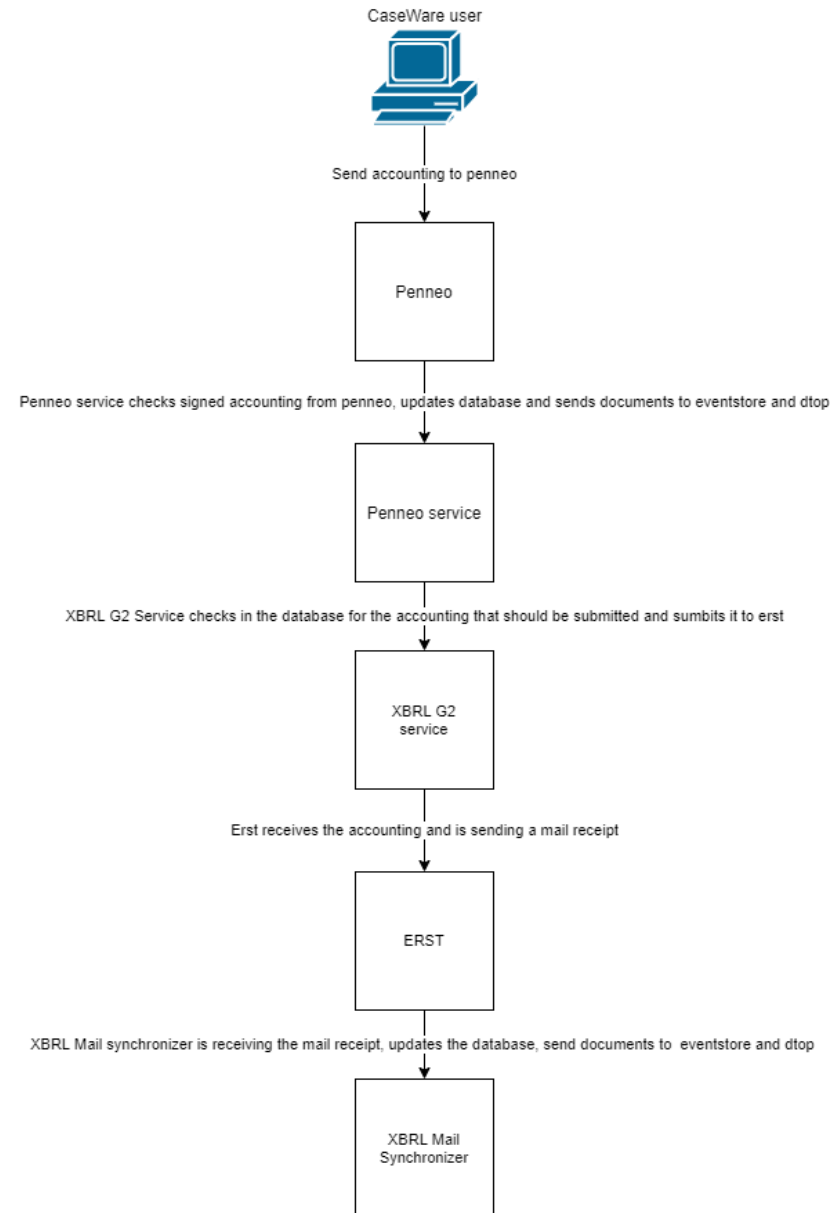 CaseWare user
Send accounting to penneo
Penneo
Penneo service checks signed accounting from penneo, updates database and sends documents to eventstore and dtop
Penneo service
XBRL G2 Service checks in the database for the accounting that should be submitted and sumbits it to erst
XBRL G2
service
Erst receives the accounting and is sending a mail receipt
ERST
XBRL Mail synchronizer is receiving the mail receipt, updates the database, send documents to eventstore and dtop
XBRL Mail
Synchronizer